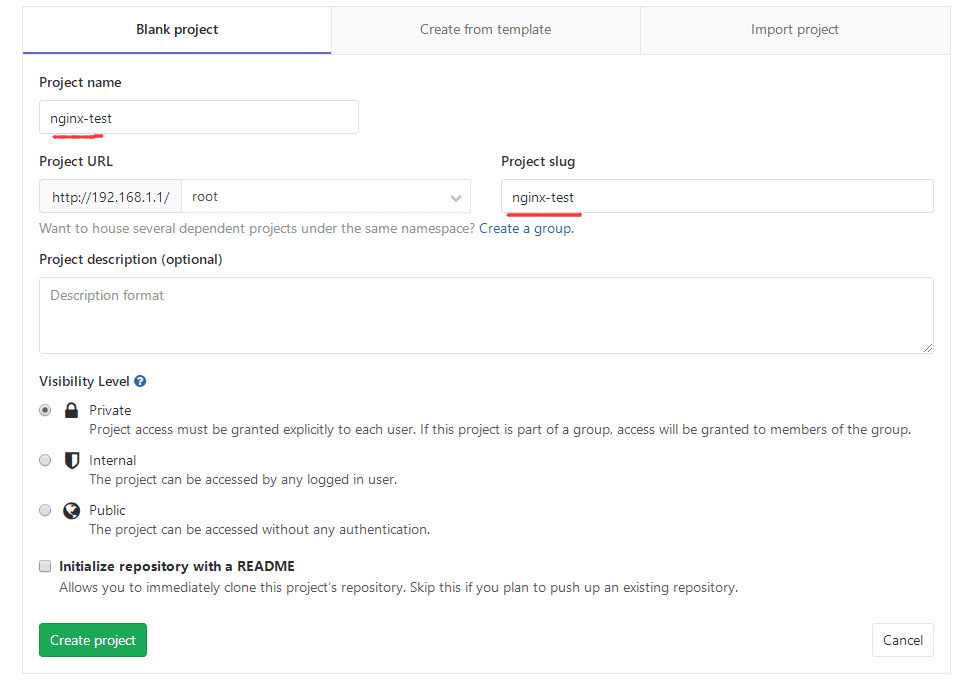 Blank project
Create from template
Import project
Project name
nginx-test
Project URL
Project slug
http://192.168.1.1/ root
nginx-test
Want to house several dependent projects under the same namespace? Create a group.
Project description (optional)
Description format
Visibility Level ?
Private
Project access must be granted explicitly to each user. If this project is part of a group, access will be granted to members of the group.
Internal
The project can be accessed by any logged in user.
Public
The project can be accessed without any authentication.
Initialize repository with a README
Allows you to immediately clone this project's repository. Skip this if you plan to push up an existing repository.
Create project
Cancel